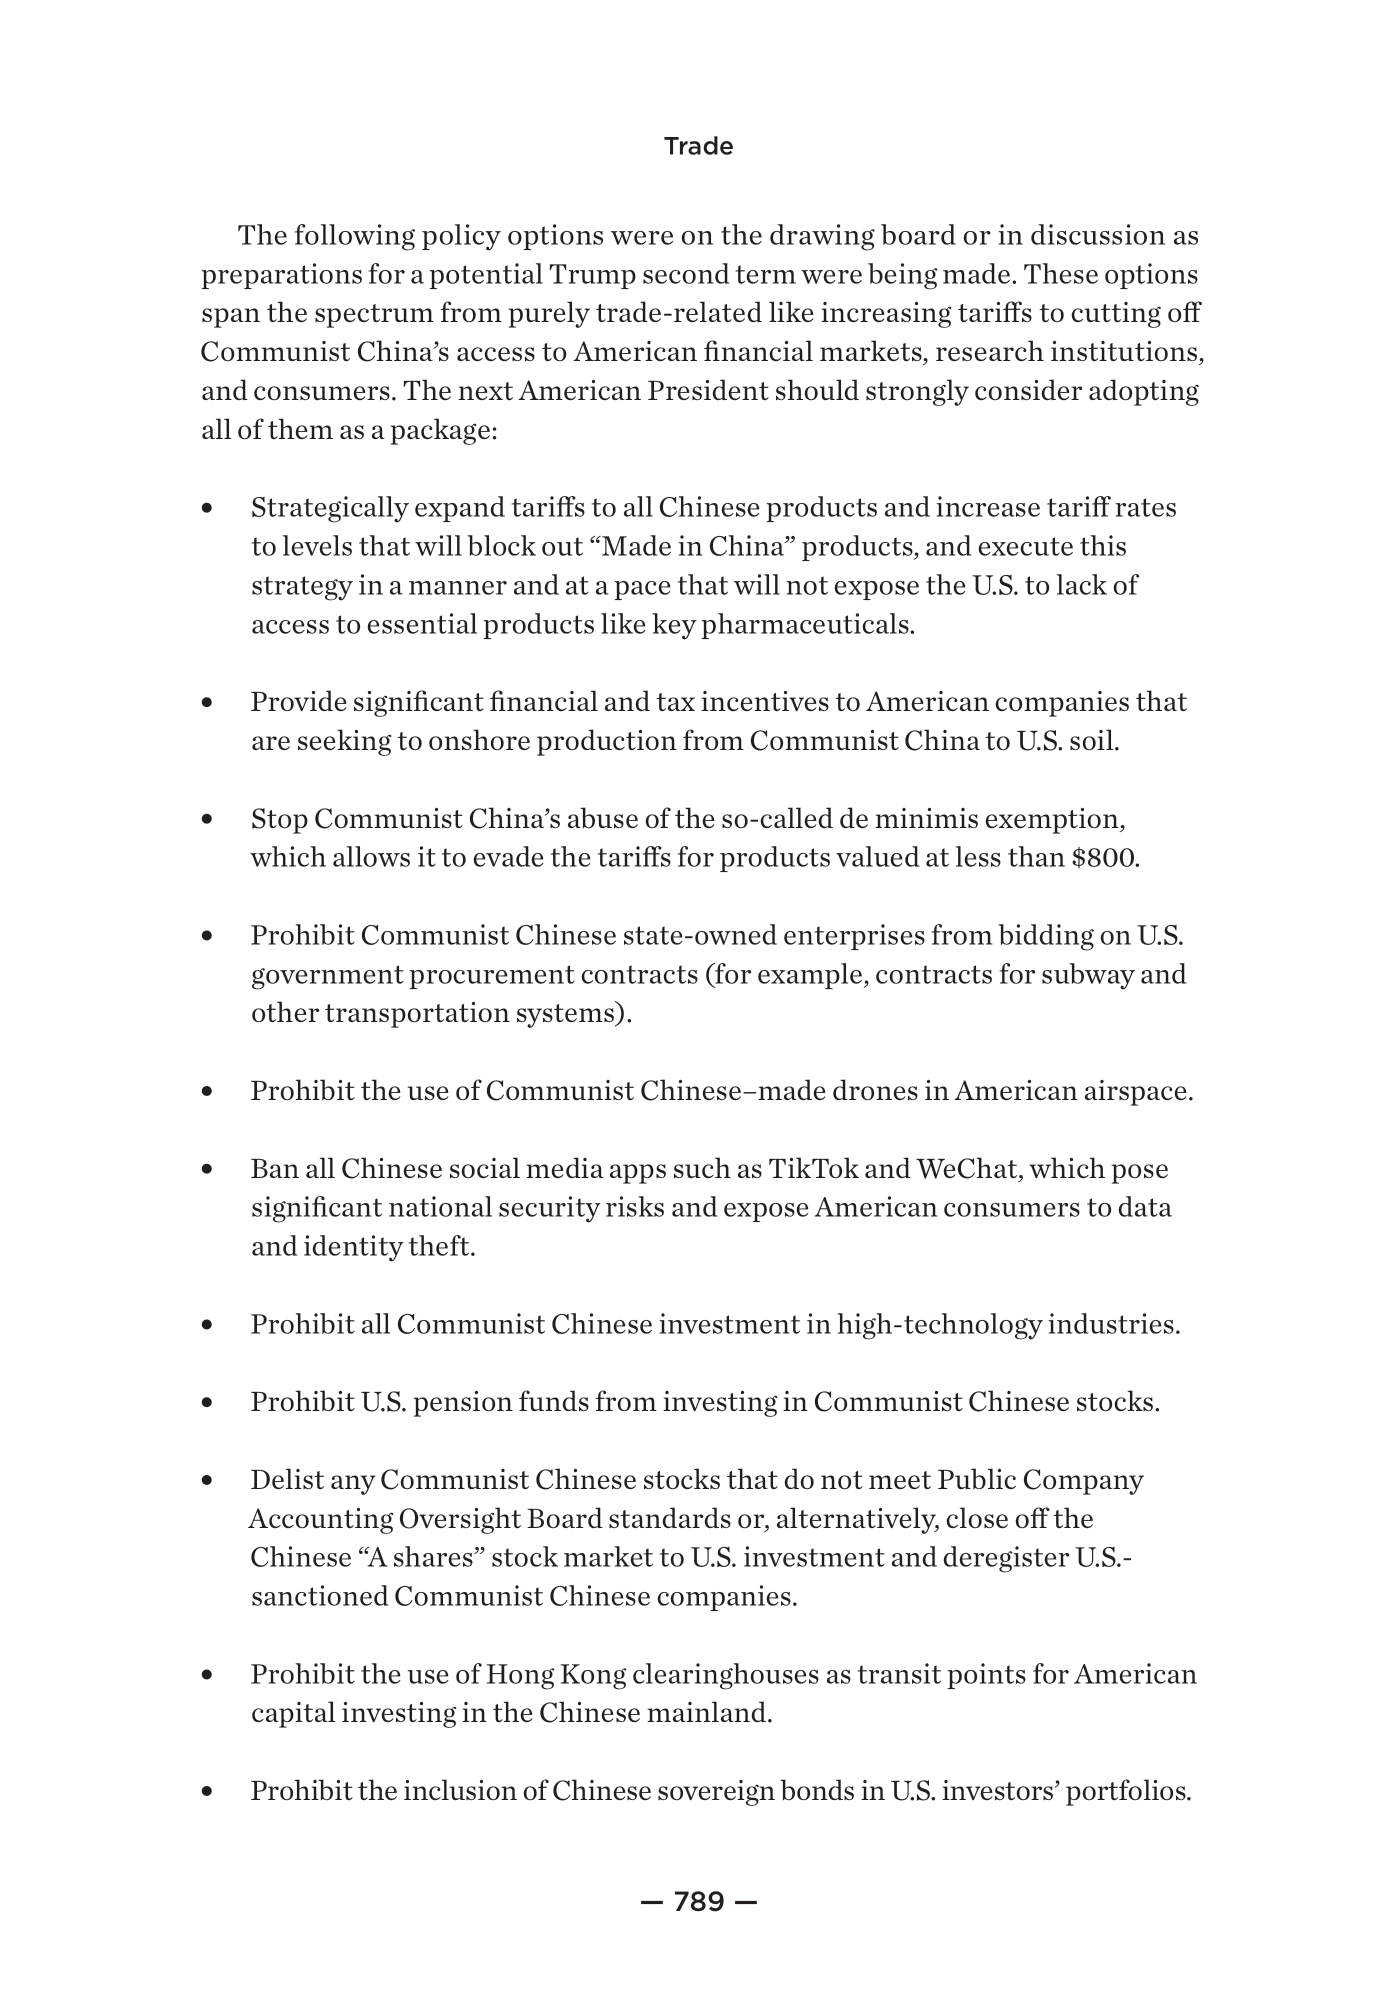 Trade
The following policy options were on the drawing board or in discussion as
preparations for a potential Trump second term were being made. These options
span the spectrum from purely trade-related like increasing tariffs to cutting off
Communist China’s access to American financial markets, research institutions,
and consumers. The next American President should strongly consider adopting
all of them as a package:
• Strategically expand tariffs to all Chinese products and increase tariff rates
to levels that will block out “Made in China” products, and execute this
strategy in a manner and at a pace that will not expose the U.S. to lack of
access to essential products like key pharmaceuticals.
• Provide significant financial and tax incentives to American companies that
are seeking to onshore production from Communist China to U.S. soil.
• Stop Communist China’s abuse of the so-called de minimis exemption,
which allows it to evade the tariffs for products valued at less than $800.
• Prohibit Communist Chinese state-owned enterprises from bidding on U.S.
government procurement contracts (for example, contracts for subway and
other transportation systems).
• Prohibit the use of Communist Chinese–made drones in American airspace.
• Ban all Chinese social media apps such as TikTok and WeChat, which pose
significant national security risks and expose American consumers to data
and identity theft.
• Prohibit all Communist Chinese investment in high-technology industries.
• Prohibit U.S. pension funds from investing in Communist Chinese stocks.
• Delist any Communist Chinese stocks that do not meet Public Company
Accounting Oversight Board standards or, alternatively, close off the
Chinese “A shares” stock market to U.S. investment and deregister U.S.-
sanctioned Communist Chinese companies.
• Prohibit the use of Hong Kong clearinghouses as transit points for American
capital investing in the Chinese mainland.
• Prohibit the inclusion of Chinese sovereign bonds in U.S. investors’ portfolios.
— 789 —